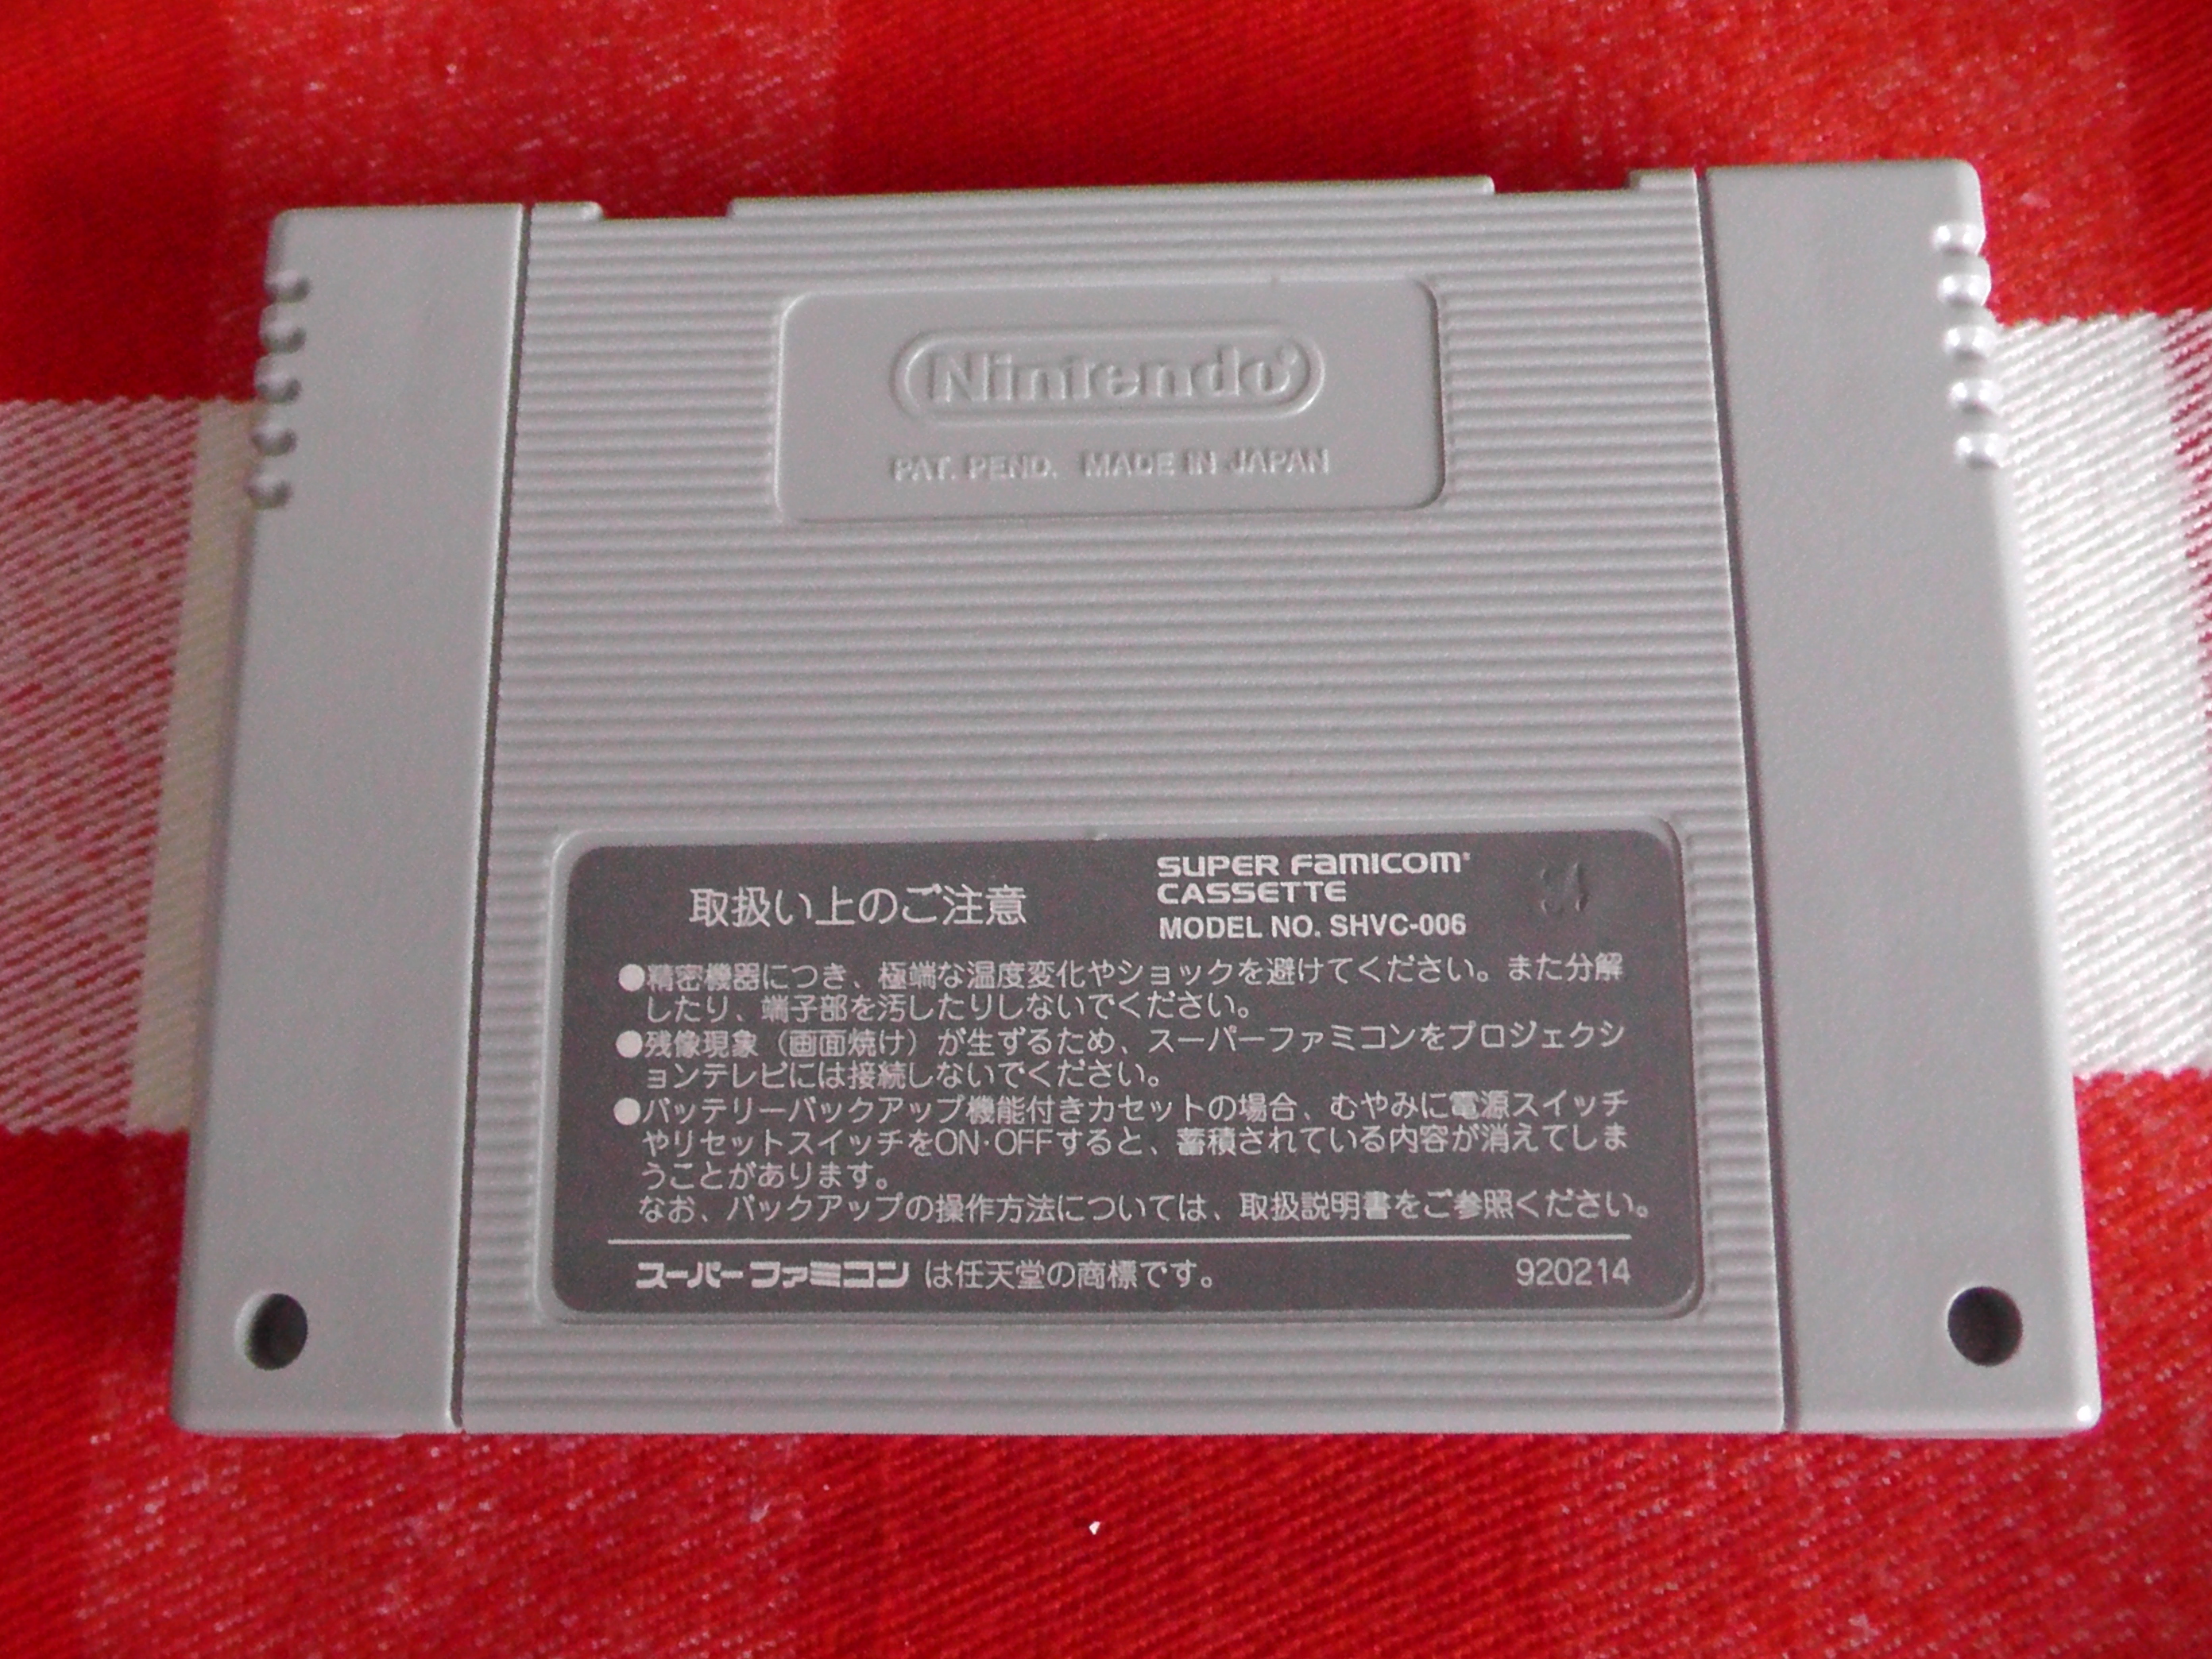 Nintendo®
PAT. PEND. MADE IN JAPAN
取扱い上のご注意
SUPER FAMICOM
CASSETTE
MODEL NO. SHVC-006
●精密機器につき、極端な温度変化やショックを避けてください。また分解
したり、端子部を汚したりしないでください。
●残像現象（画面焼け）が生ずるため、スーパーファミコンをプロジェクシ
ョンテレビには接続しないでください。
●バッテリーバックアップ機能付きカセットの場合、むやみに電源スイッチ
やリセットスイッチをON·OFFすると、蓄積されている内容が消えてしま
うことがあります。
なお、バックアップの操作方法については、取扱説明書をご参照ください。
スーパーファミコン は任天堂の商標です。
920214